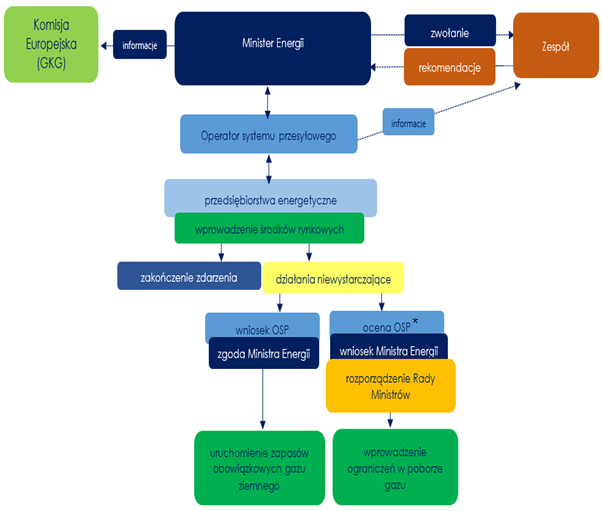 Komisja
Europejska
(GKG)
informacje
Minister Energii
zwołanie
rekomendacje
Zespół
Operator systemu przesyłowego
informacje
przedsiębiorstwa energetyczne
wprowadzenie środków rynkowych
zakończenie zdarzenia
działania niewystarczające
wniosek OSP
zgoda Ministra Energii
ocena OSP*
wniosek Ministra Energii
rozporządzenie Rady
Ministrów
uruchomienie zapasów
obowiązkowych gazu
ziemnego
wprowadzenie
ograniczeń w poborze
gazu